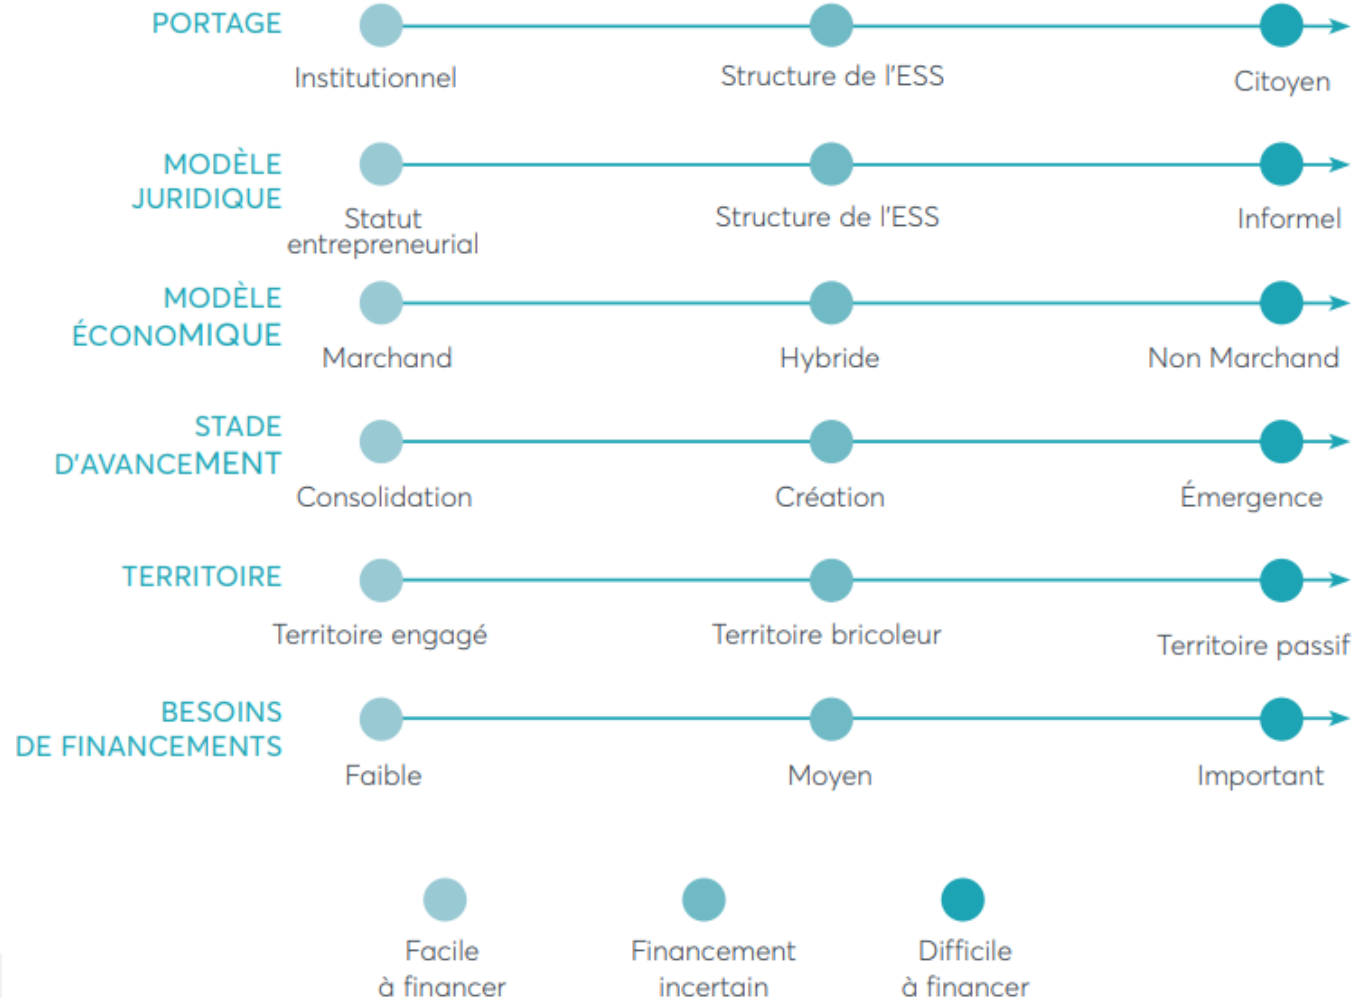 PORTAGE
Institutionnel
Structure de l'ESS
Citoyen
MODÈLE
JURIDIQUE
Statut
entrepreneurial
Structure de l'ESS
Informel
MODÈLE
ÉCONOMIQUE
Marchand
Hybride
Non Marchand
STADE
D'AVANCEMENT
Consolidation
Création
Émergence
TERRITOIRE
Territoire engagé
Territoire bricoleur
Territoire passif
BESOINS
DE FINANCEMENTS
Faible
Moyen
Important
Facile
à financer
Financement
incertain
Difficile
à financer